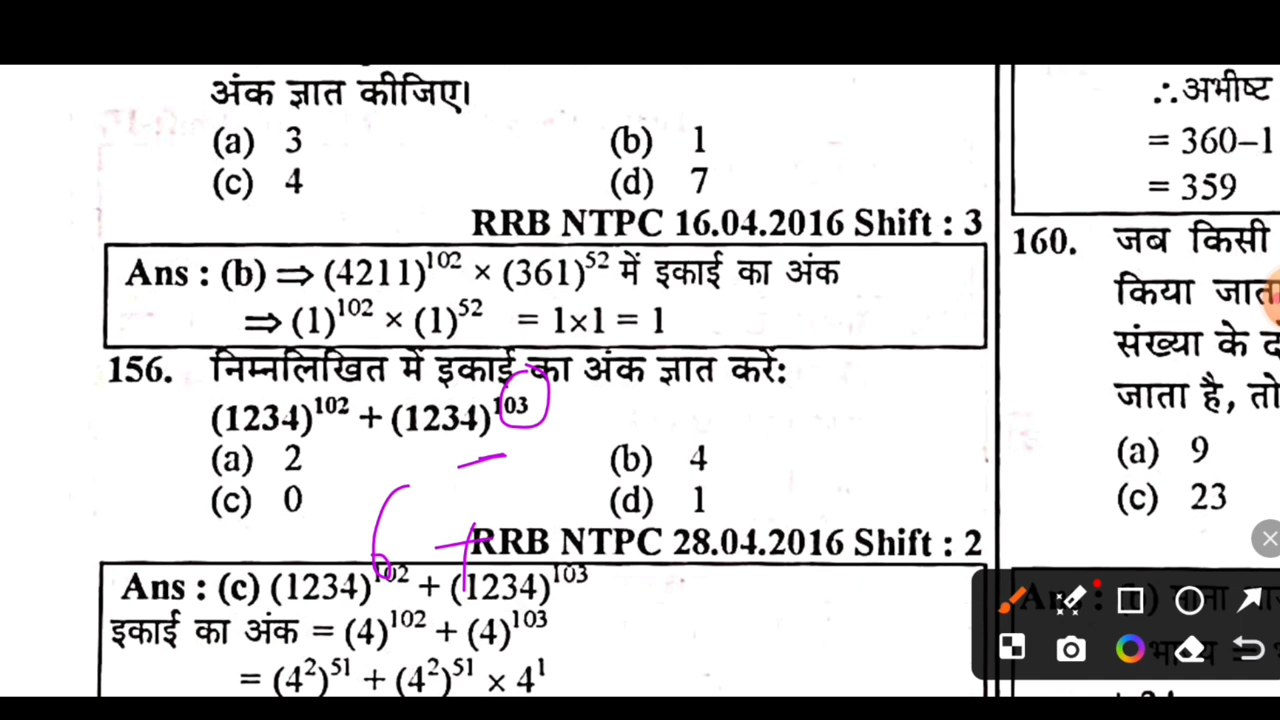 अंक ज्ञात कीजिए।
(a) 3 (b) 1
(c) 4 (d) 7
RRB NTPC 16.04.2016 Shift : 3
Ans : (b) ⇒ (4211)^102 × (361)^52 में इकाई का अंक
⇒ (1)^102 × (1)^52 = 1×1 = 1
156. निम्नलिखित में इकाई का अंक ज्ञात करें:
(1234)^102 + (1234)^103
(a) 2 (b) 4
(c) 0 (d) 1
RRB NTPC 28.04.2016 Shift : 2
Ans : (c) (1234)^102 + (1234)^103
इकाई का अंक = (4)^102 + (4)^103
= (4^2)^51 + (4^2)^51 × 4^1
6 +
∴ अभीष्ट
= 360–1
= 359
160. जब किसी
किया जात
संख्या के द
जाता है, तो
(a) 9
(c) 23